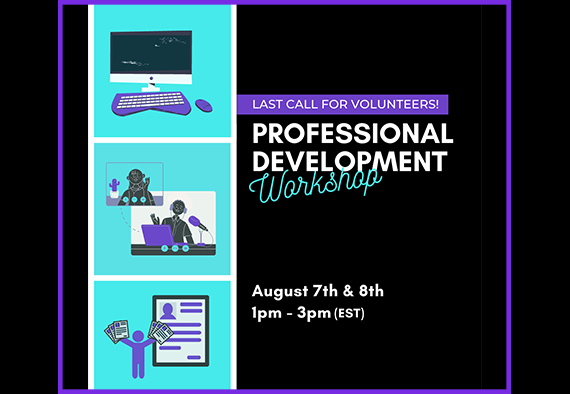 LAST CALL FOR VOLUNTEERS!
PROFESSIONAL
DEVELOPMENT
Workshop
August 7th & 8th
1pm - 3pm (EST)